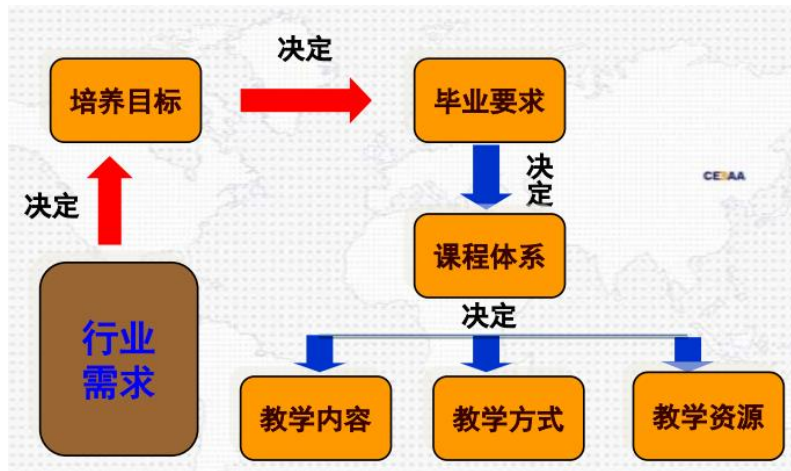 决定
培养目标
毕业要求
决定
决定
CEEAA
课程体系
决定
行业
需求
教学内容
教学方式
教学资源